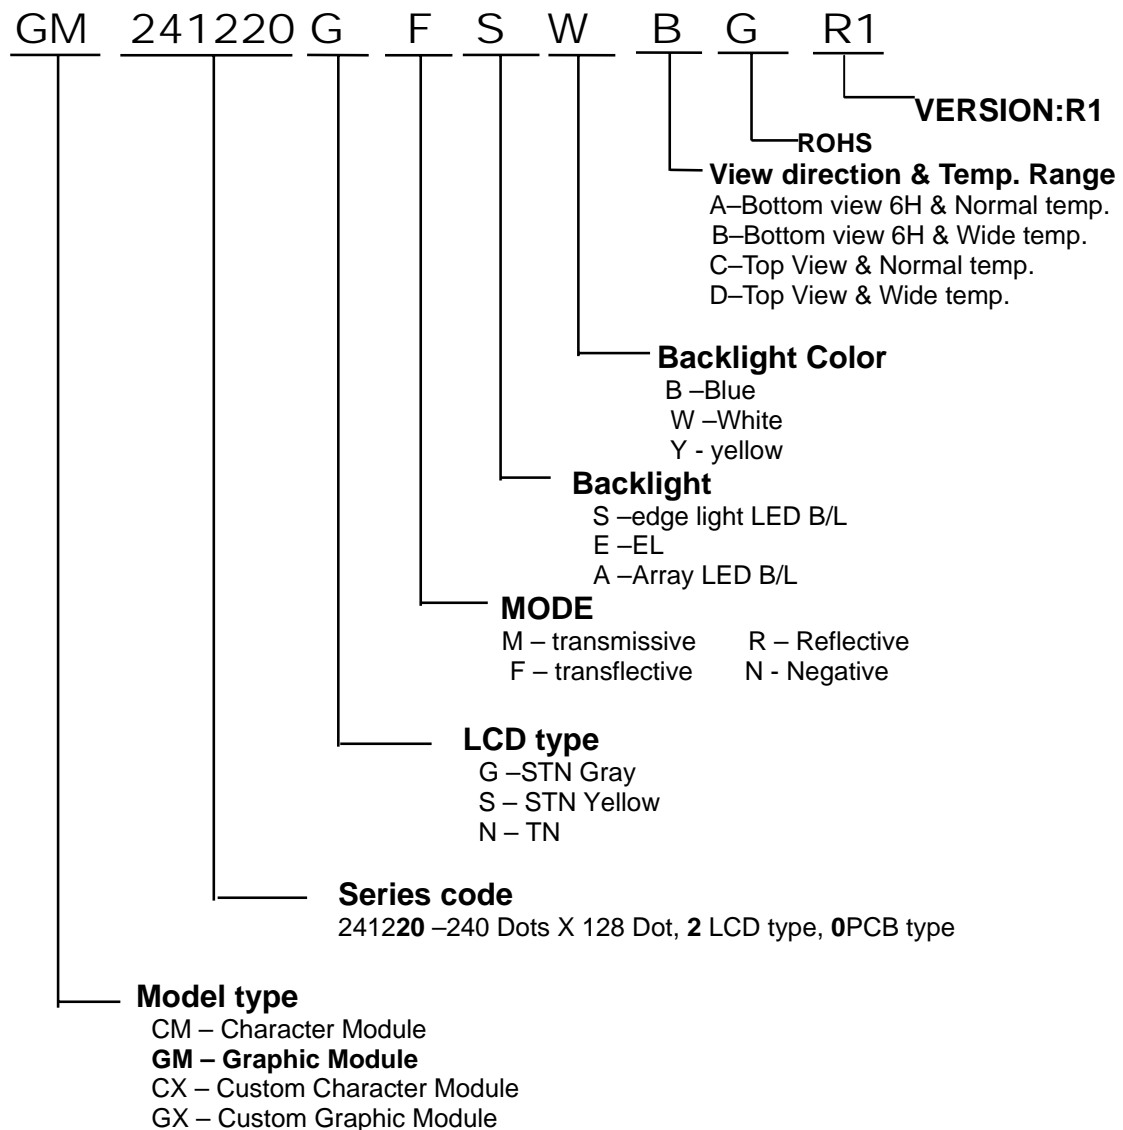 GM 241220 G F S W B G R1
VERSION:R1
ROHS
View direction & Temp. Range
A–Bottom view 6H & Normal temp.
B–Bottom view 6H & Wide temp.
C–Top View & Normal temp.
D–Top View & Wide temp.
Backlight Color
B –Blue
W –White
Y - yellow
Backlight
S –edge light LED B/L
E –EL
A –Array LED B/L
MODE
M – transmissive R – Reflective
F – transflective N - Negative
LCD type
G –STN Gray
S – STN Yellow
N – TN
Series code
241220 –240 Dots X 128 Dot, 2 LCD type, 0PCB type
Model type
CM – Character Module
GM – Graphic Module
CX – Custom Character Module
GX – Custom Graphic Module